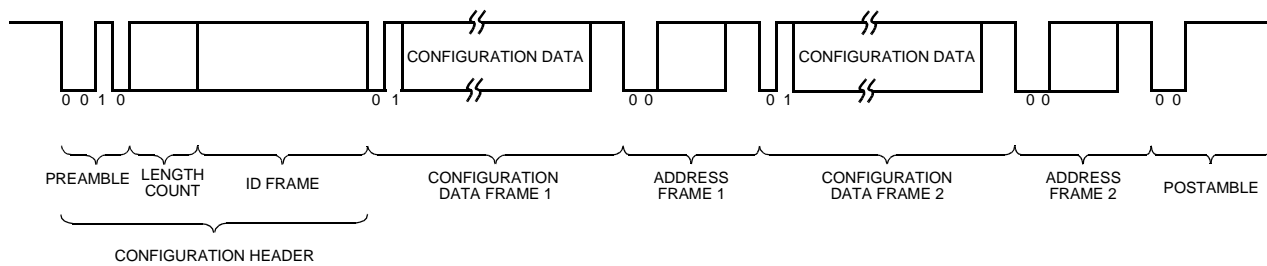 CONFIGURATION DATA
CONFIGURATION DATA
0 0 1 0
0 1
0 0
0 1
0 0
0 0
PREAMBLE
LENGTH
COUNT
ID FRAME
CONFIGURATION
DATA FRAME 1
ADDRESS
FRAME 1
CONFIGURATION
DATA FRAME 2
ADDRESS
FRAME 2
POSTAMBLE
CONFIGURATION HEADER